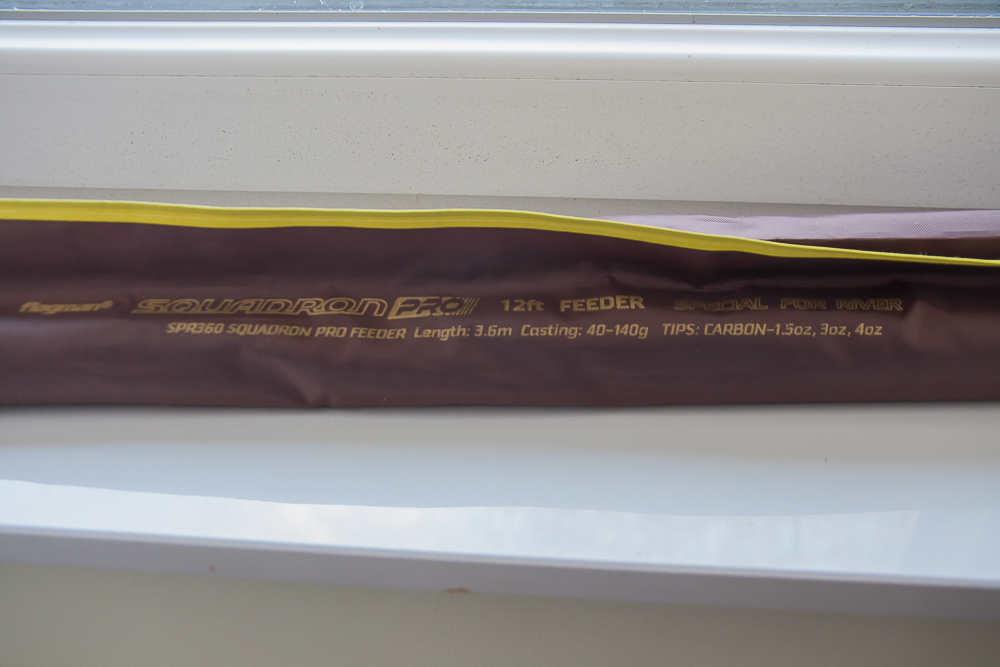 flagman® SQUADRON PRO 12ft FEEDER SPECIAL FOR RIVER
SPR360 SQUADRON PRO FEEDER Length: 3.6m Casting: 40-140g TIPS: CARBON-1.5oz, 3oz, 4oz